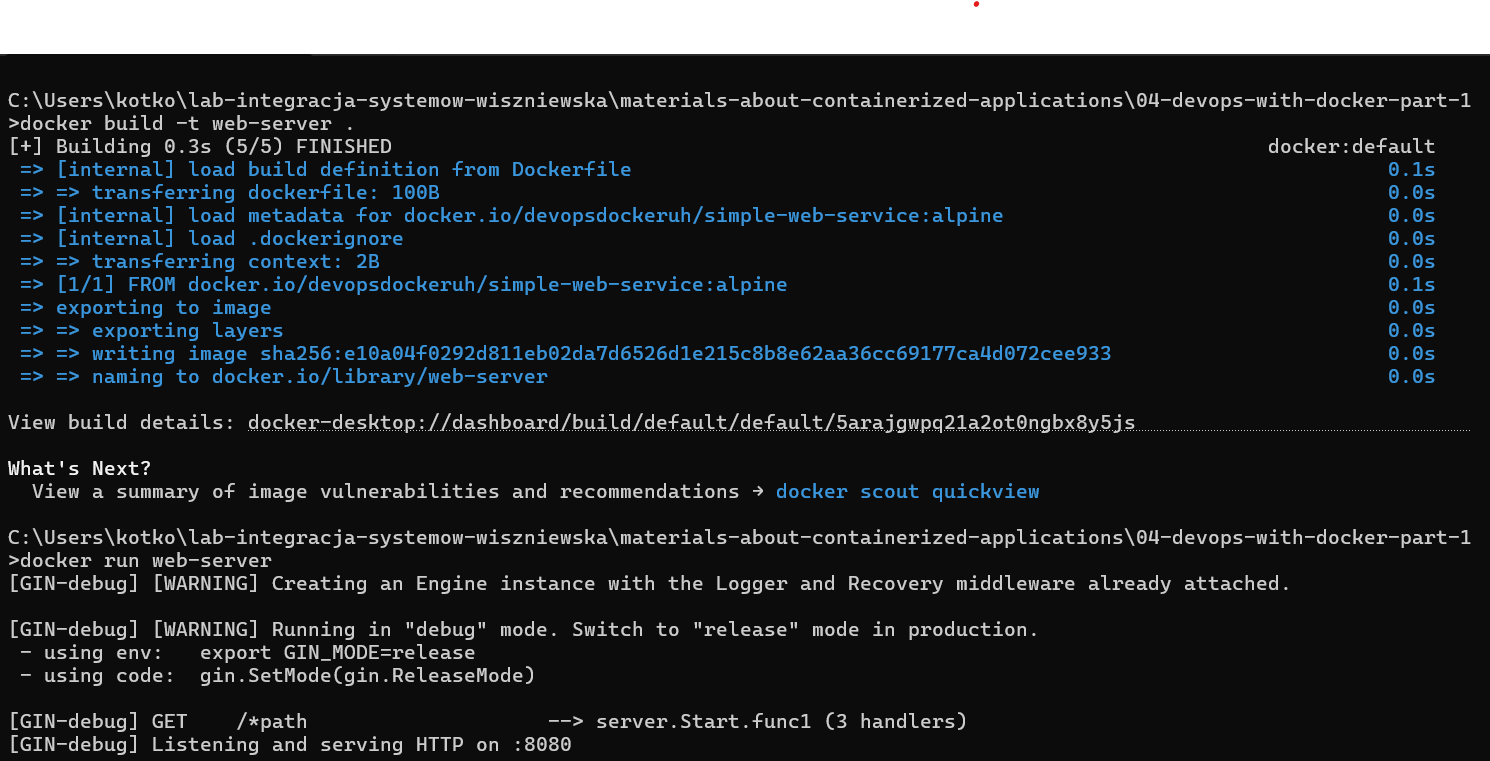 C:\Users\kotko\lab-integracja-systemow-wiszniewska\materials-about-containerized-applications\04-devops-with-docker-part-1
>docker build -t web-server .
[+] Building 0.3s (5/5) FINISHED docker:default
=> [internal] load build definition from Dockerfile 0.1s
=> => transferring dockerfile: 100B 0.0s
=> [internal] load metadata for docker.io/devopsdockeruh/simple-web-service:alpine 0.0s
=> [internal] load .dockerignore 0.0s
=> => transferring context: 2B 0.0s
=> [1/1] FROM docker.io/devopsdockeruh/simple-web-service:alpine 0.1s
=> exporting to image 0.0s
=> => exporting layers 0.0s
=> => writing image sha256:e10a04f0292d811eb02da7d6526d1e215c8b8e62aa36cc69177ca4d072cee933 0.0s
=> => naming to docker.io/library/web-server 0.0s
View build details: docker-desktop://dashboard/build/default/default/5arajgwpq21a2ot0ngbx8y5js
What's Next?
View a summary of image vulnerabilities and recommendations → docker scout quickview
C:\Users\kotko\lab-integracja-systemow-wiszniewska\materials-about-containerized-applications\04-devops-with-docker-part-1
>docker run web-server
[GIN-debug] [WARNING] Creating an Engine instance with the Logger and Recovery middleware already attached.
[GIN-debug] [WARNING] Running in "debug" mode. Switch to "release" mode in production.
- using env: export GIN_MODE=release
- using code: gin.SetMode(gin.ReleaseMode)
[GIN-debug] GET /*path --> server.Start.func1 (3 handlers)
[GIN-debug] Listening and serving HTTP on :8080